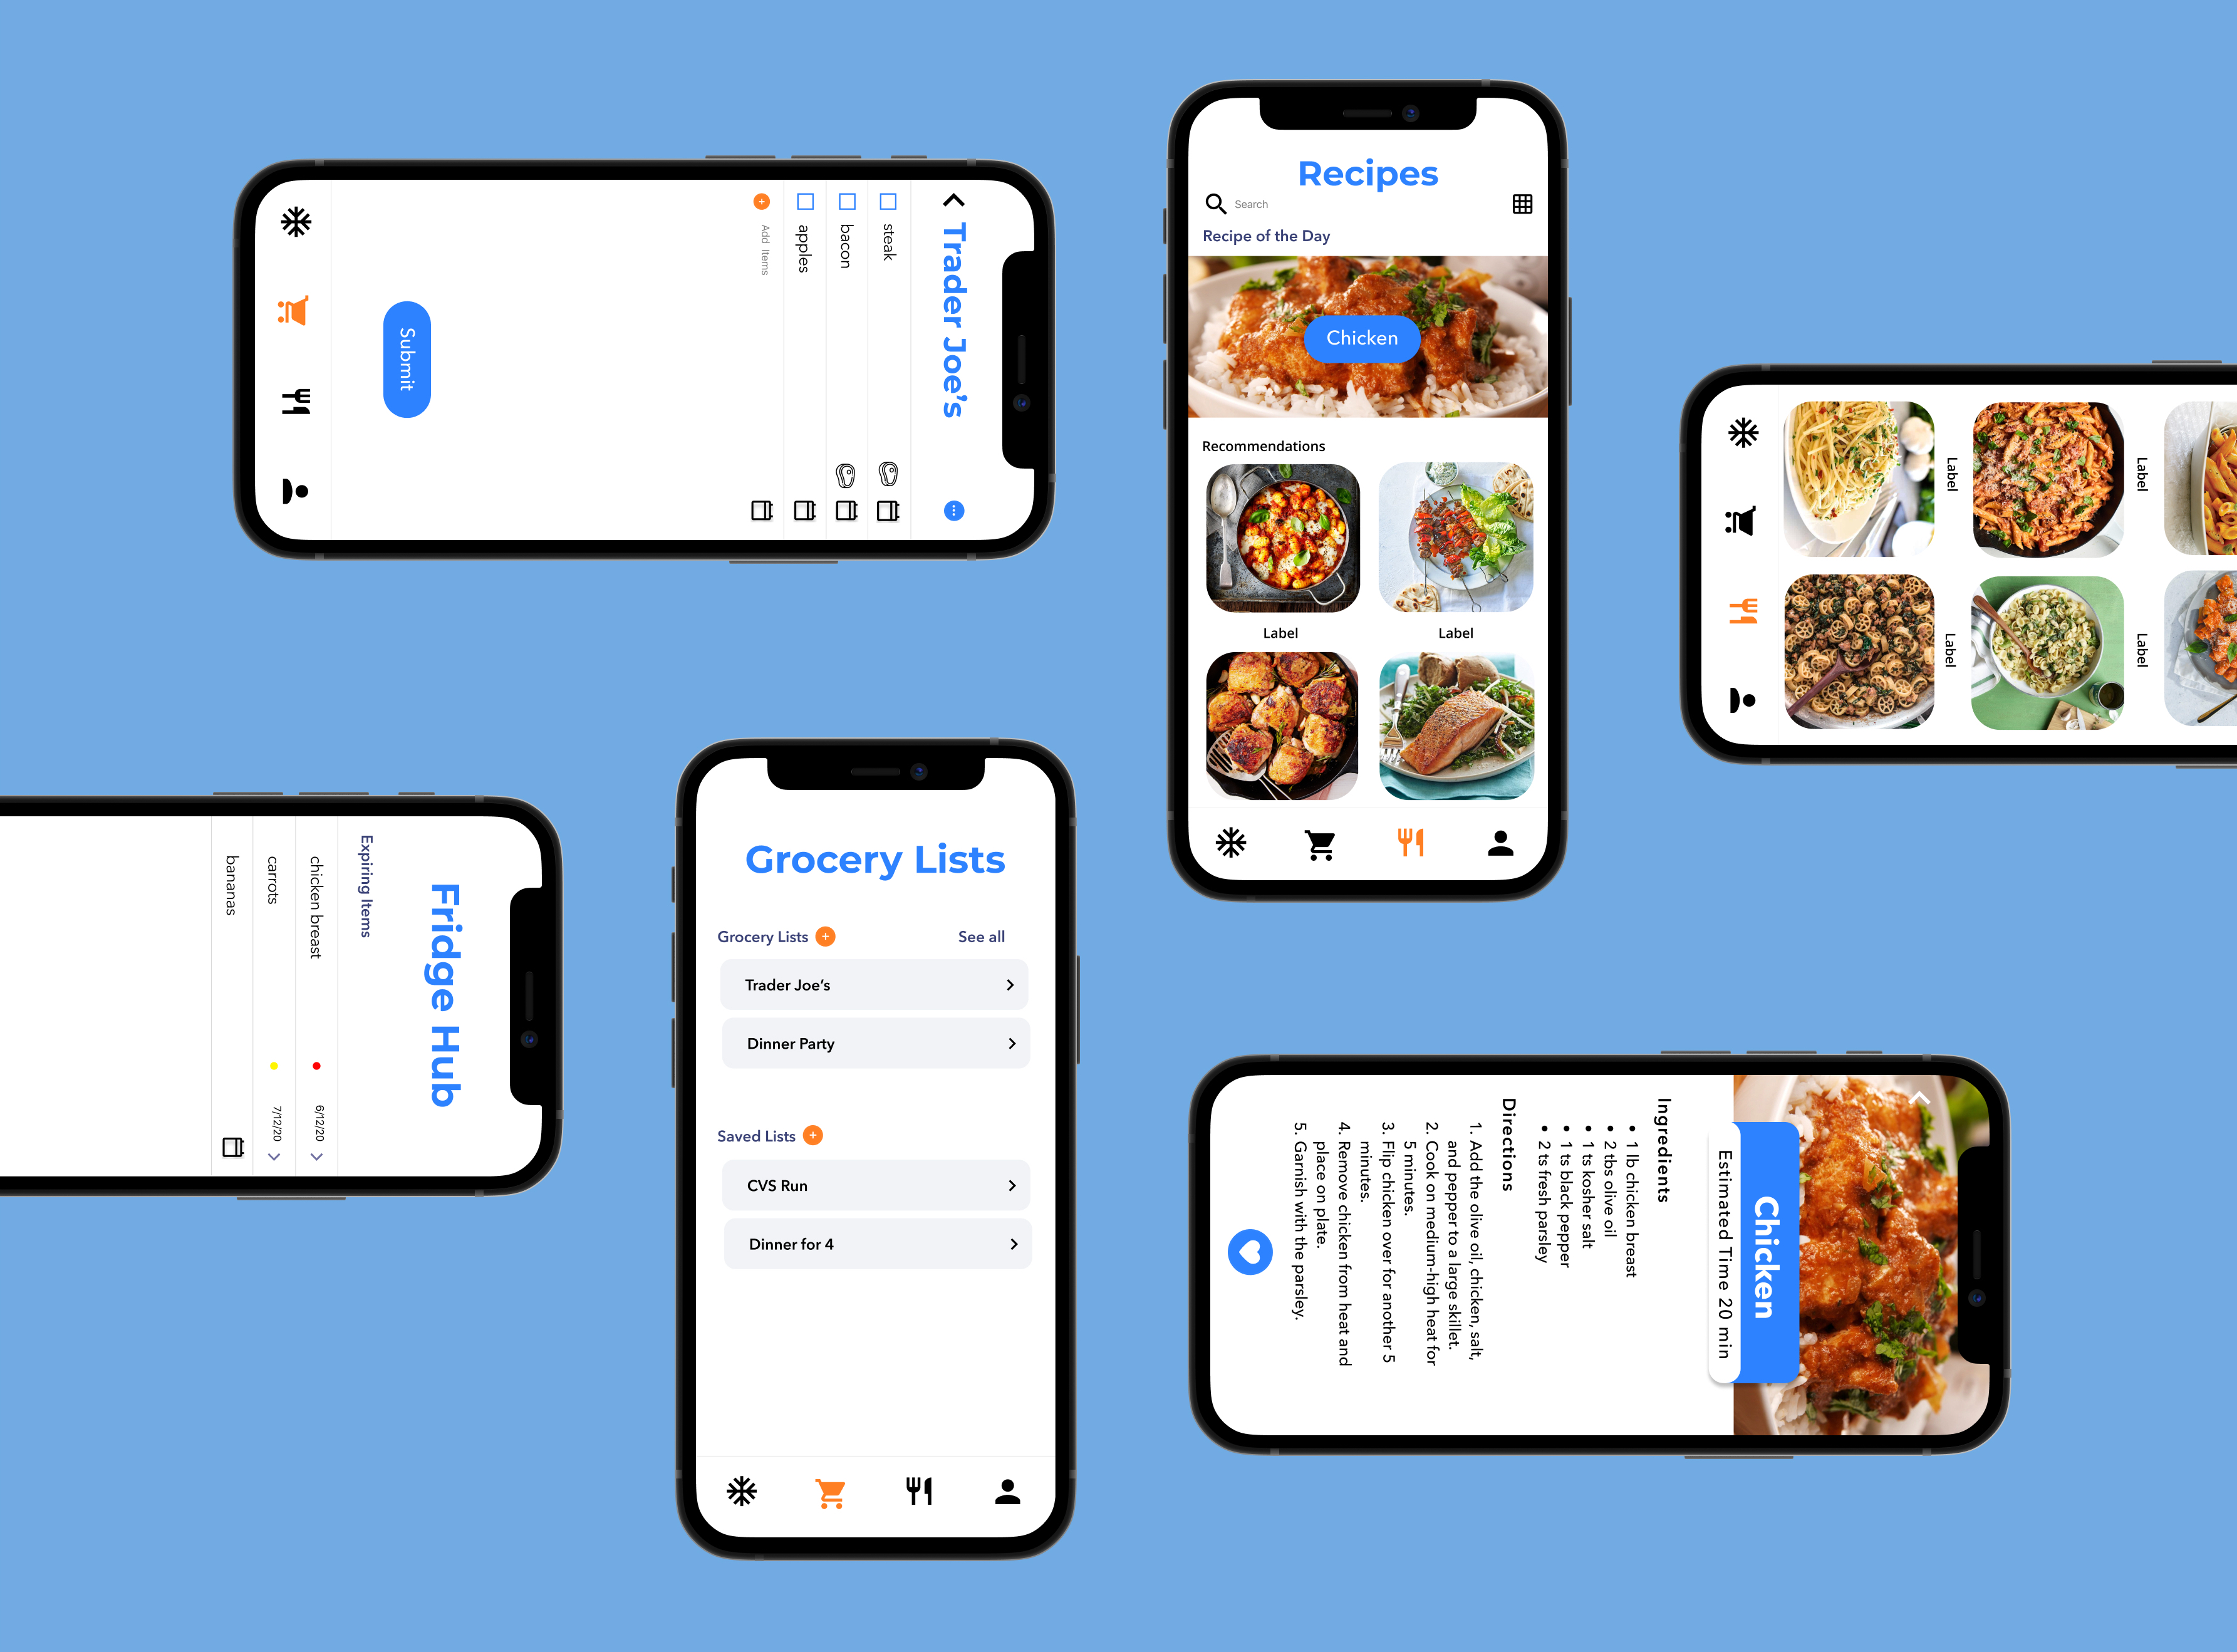 Trader Joe's
steak
bacon
apples
Add Items
Submit
Recipes
Search
Recipe of the Day
Chicken
Recommendations
Label
Label
Label
Label
Label
Label
Fridge Hub
Expiring Items
chicken breast
6/12/20
carrots
7/12/20
bananas
Grocery Lists
Grocery Lists
See all
Trader Joe's
Dinner Party
Saved Lists
CVS Run
Dinner for 4
Chicken
Estimated Time 20 min
Ingredients
• 1 lb chicken breast
• 2 tbs olive oil
• 1 ts kosher salt
• 1 ts black pepper
• 2 ts fresh parsley
Directions
1. Add the olive oil, chicken, salt,
and pepper to a large skillet.
2. Cook on medium-high heat for
5 minutes.
3. Flip chicken over for another 5
minutes.
4. Remove chicken from heat and
place on plate.
5. Garnish with the parsley.